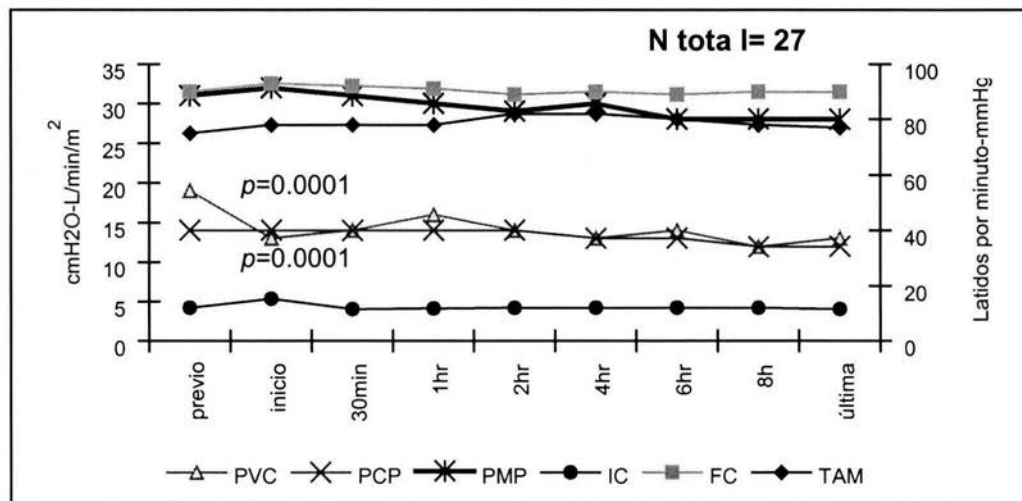 N tota l= 27
35
30
25
20
15
10
5
0
cmH2O-L/min/m²
100
80
60
40
20
0
Latidos por minuto-mmHg
p=0.0001
p=0.0001
previo
inicio
30min
1hr
2hr
4hr
6hr
8h
última
PVC PCP PMP IC FC TAM